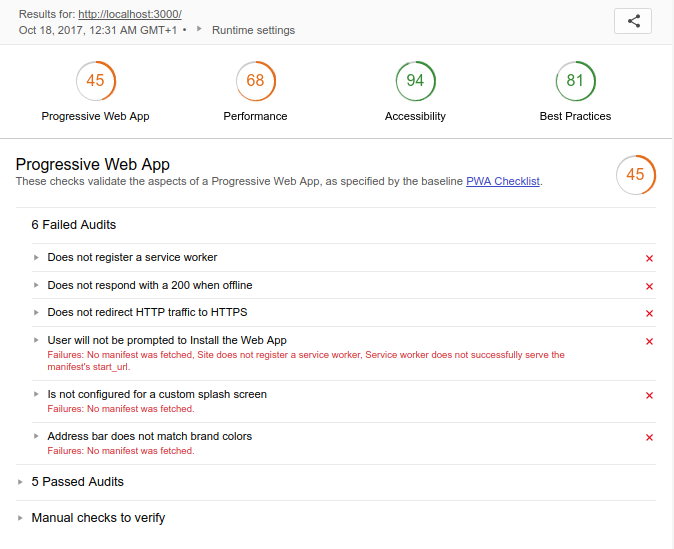 Results for: http://localhost:3000/
Oct 18, 2017, 12:31 AM GMT+1 • Runtime settings
45 68 94 81
Progressive Web App Performance Accessibility Best Practices
Progressive Web App
These checks validate the aspects of a Progressive Web App, as specified by the baseline PWA Checklist.
45
6 Failed Audits
Does not register a service worker
Does not respond with a 200 when offline
Does not redirect HTTP traffic to HTTPS
User will not be prompted to Install the Web App
Failures: No manifest was fetched, Site does not register a service worker, Service worker does not successfully serve the
manifest's start_url.
Is not configured for a custom splash screen
Failures: No manifest was fetched.
Address bar does not match brand colors
Failures: No manifest was fetched.
5 Passed Audits
Manual checks to verify